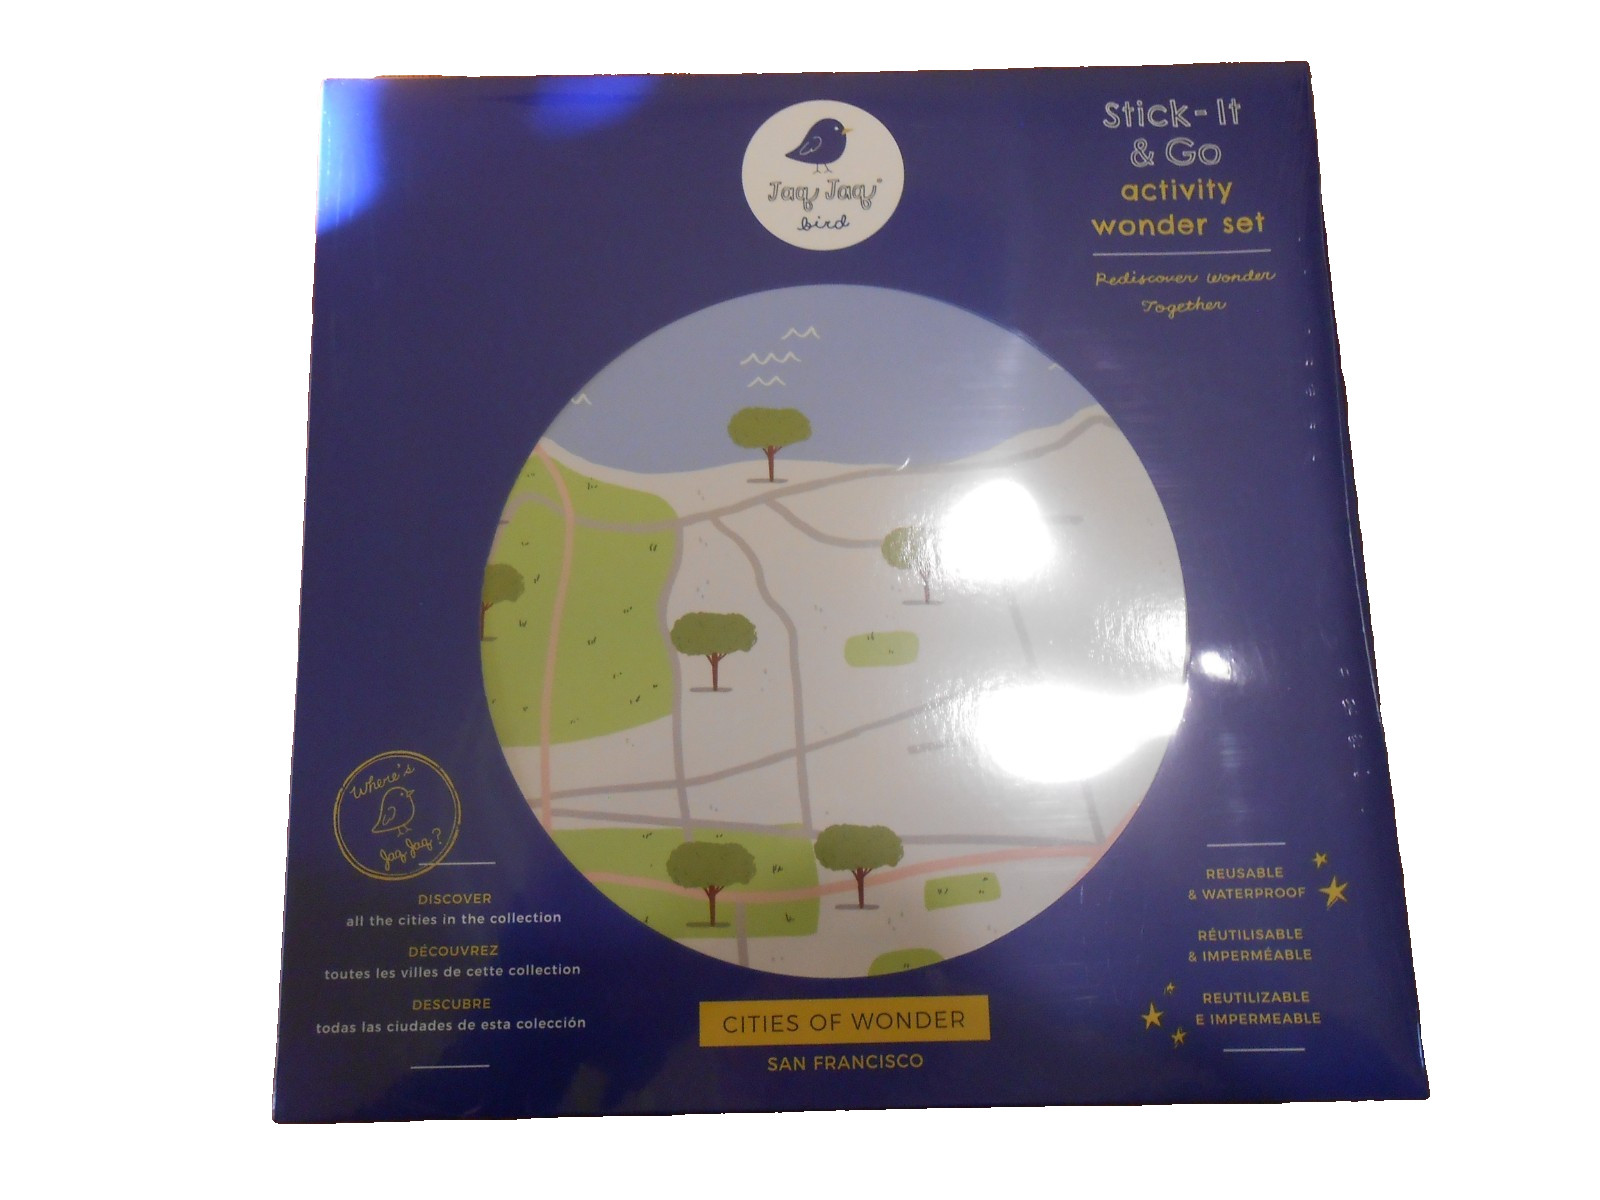 Jaq Jaq
bird
Stick-It
& Go
activity
wonder set
Rediscover wonder
Together
Where's
Jaq Jaq?
DISCOVER
all the cities in the collection
DÉCOUVREZ
toutes les villes de cette collection
DESCUBRE
todas las ciudades de esta colección
CITIES OF WONDER
SAN FRANCISCO
REUSABLE
& WATERPROOF
RÉUTILISABLE
& IMPERMÉABLE
REUTILIZABLE
E IMPERMEABLE